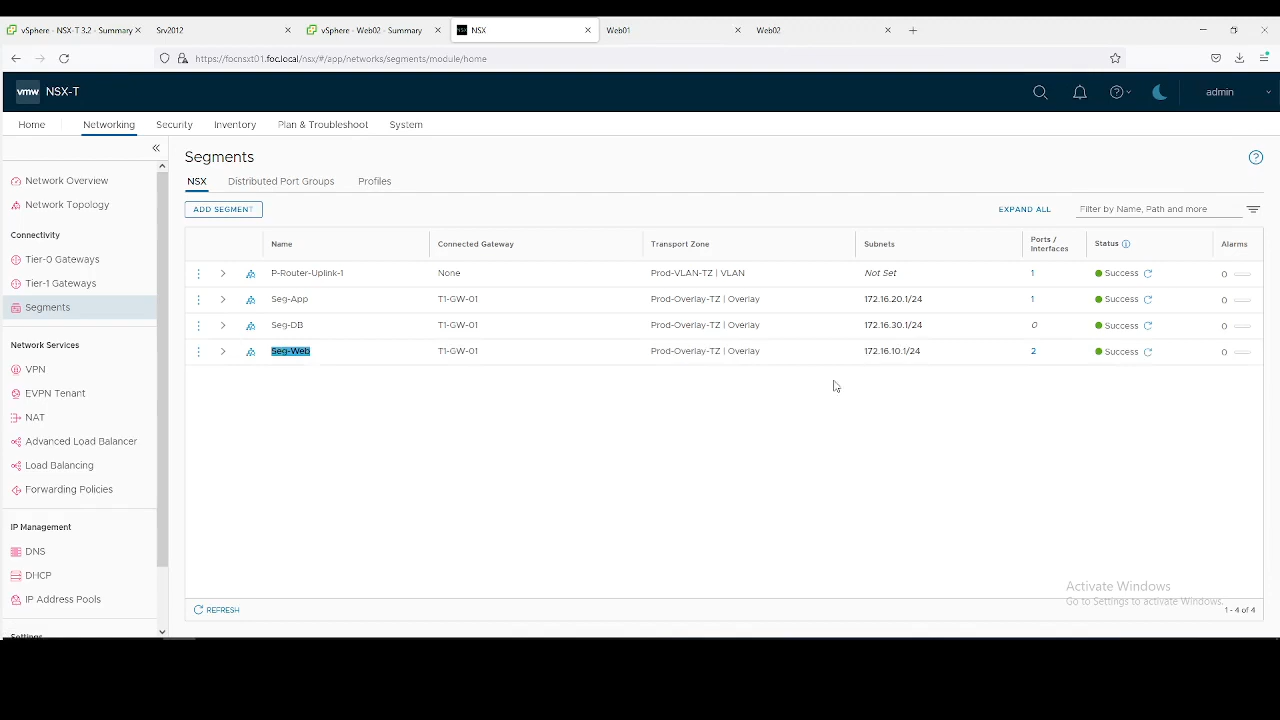 vSphere - NSX-T 3.2 - Summary
Srv2012
vSphere - Web02 - Summary
NSX
Web01
Web02
https://focnsxt01.foc.local/nsx/#/app/networks/segments/module/home
vmw NSX-T
admin
Home
Networking
Security
Inventory
Plan & Troubleshoot
System
Network Overview
Network Topology
Connectivity
Tier-0 Gateways
Tier-1 Gateways
Segments
Network Services
VPN
EVPN Tenant
NAT
Advanced Load Balancer
Load Balancing
Forwarding Policies
IP Management
DNS
DHCP
IP Address Pools
Settings
Segments
NSX
Distributed Port Groups
Profiles
ADD SEGMENT
EXPAND ALL
Filter by Name, Path and more
Name Connected Gateway Transport Zone Subnets Ports / Interfaces Status Alarms
P-Router-Uplink-1 None Prod-VLAN-TZ | VLAN Not Set 1 Success 0
Seg-App T1-GW-01 Prod-Overlay-TZ | Overlay 172.16.20.1/24 1 Success 0
Seg-DB T1-GW-01 Prod-Overlay-TZ | Overlay 172.16.30.1/24 0 Success 0
Seg-Web T1-GW-01 Prod-Overlay-TZ | Overlay 172.16.10.1/24 2 Success 0
Activate Windows
Go to Settings to activate Windows.
REFRESH
1 - 4 of 4